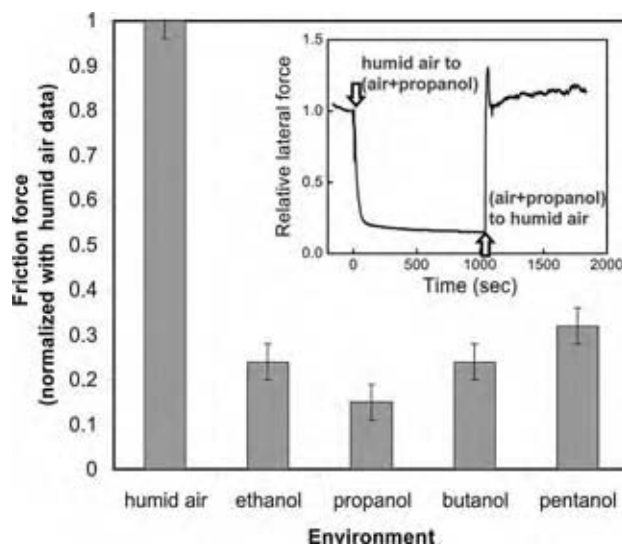 Friction force
(normalized with humid air data)
1
0.9
0.8
0.7
0.6
0.5
0.4
0.3
0.2
0.1
0
humid air
ethanol
propanol
butanol
pentanol
Environment
Relative lateral force
1.5
1.0
0.5
0.0
humid air to
(air+propanol)
(air+propanol)
to humid air
0
500
1000
1500
2000
Time (sec)